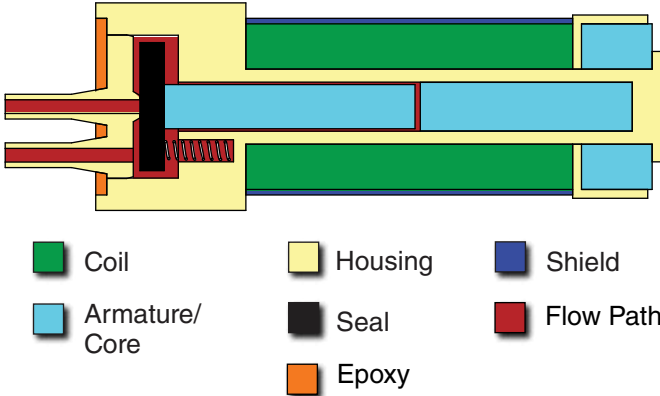 Coil
Housing
Shield
Armature/
Core
Seal
Flow Path
Epoxy